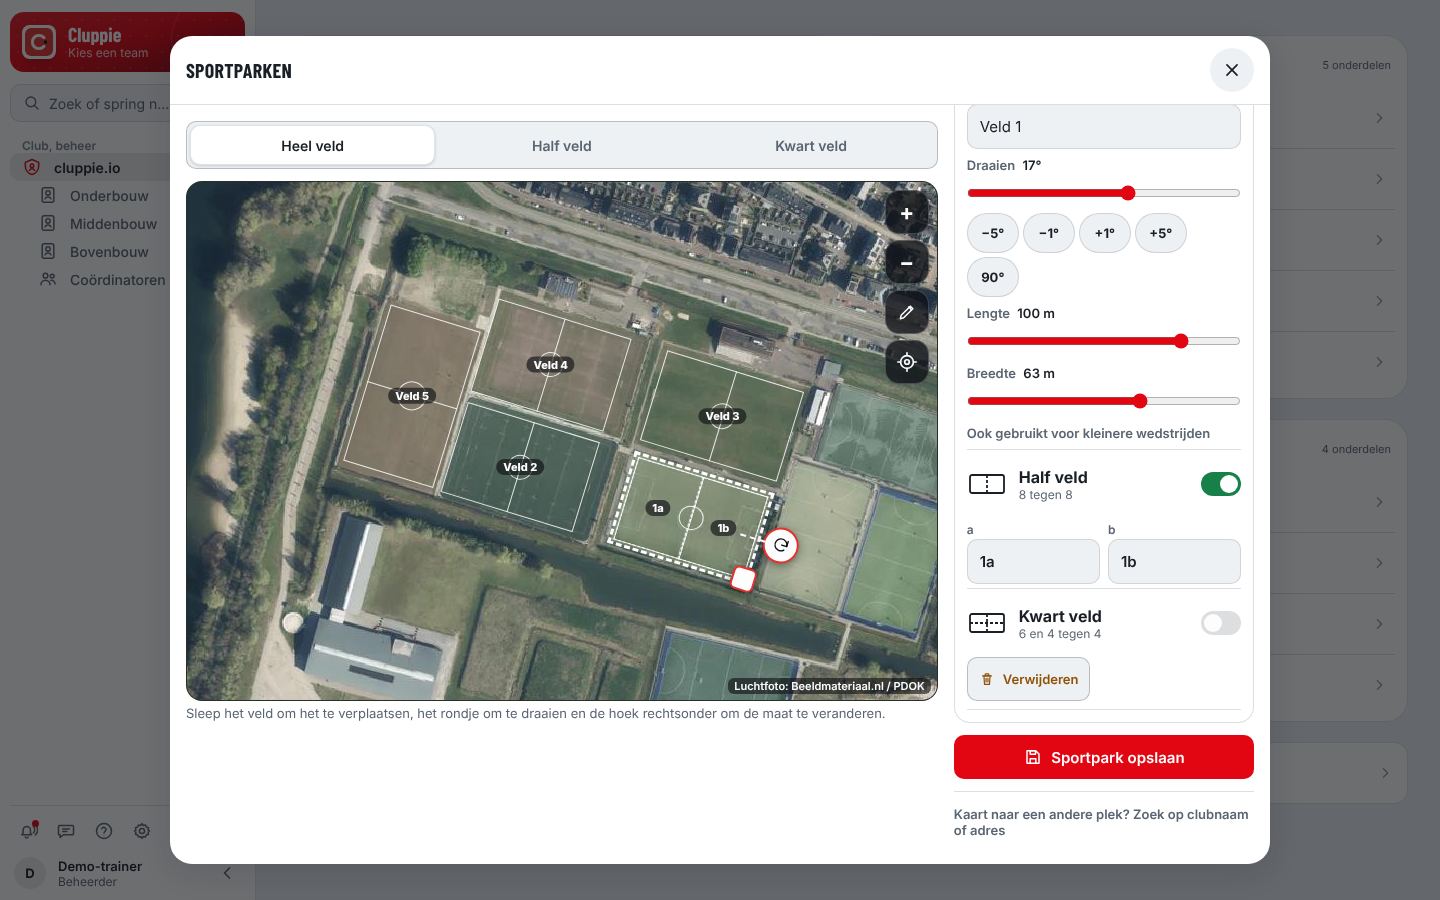 Cluppie
Kies een team
Zoek of spring n...
Club, beheer
cluppie.io
Onderbouw
Middenbouw
Bovenbouw
Coördinatoren
Demo-trainer
Beheerder
D
5 onderdelen
4 onderdelen
SPORTPARKEN
Heel veld
Half veld
Kwart veld
Veld 4
Veld 5
Veld 3
Veld 2
1a
1b
Luchtfoto: Beeldmateriaal.nl / PDOK
Sleep het veld om het te verplaatsen, het rondje om te draaien en de hoek rechtsonder om de maat te veranderen.
Veld 1
Draaien 17°
−5°
−1°
+1°
+5°
90°
Lengte 100 m
Breedte 63 m
Ook gebruikt voor kleinere wedstrijden
Half veld
8 tegen 8
a
b
1a
1b
Kwart veld
6 en 4 tegen 4
Verwijderen
Sportpark opslaan
Kaart naar een andere plek? Zoek op clubnaam
of adres